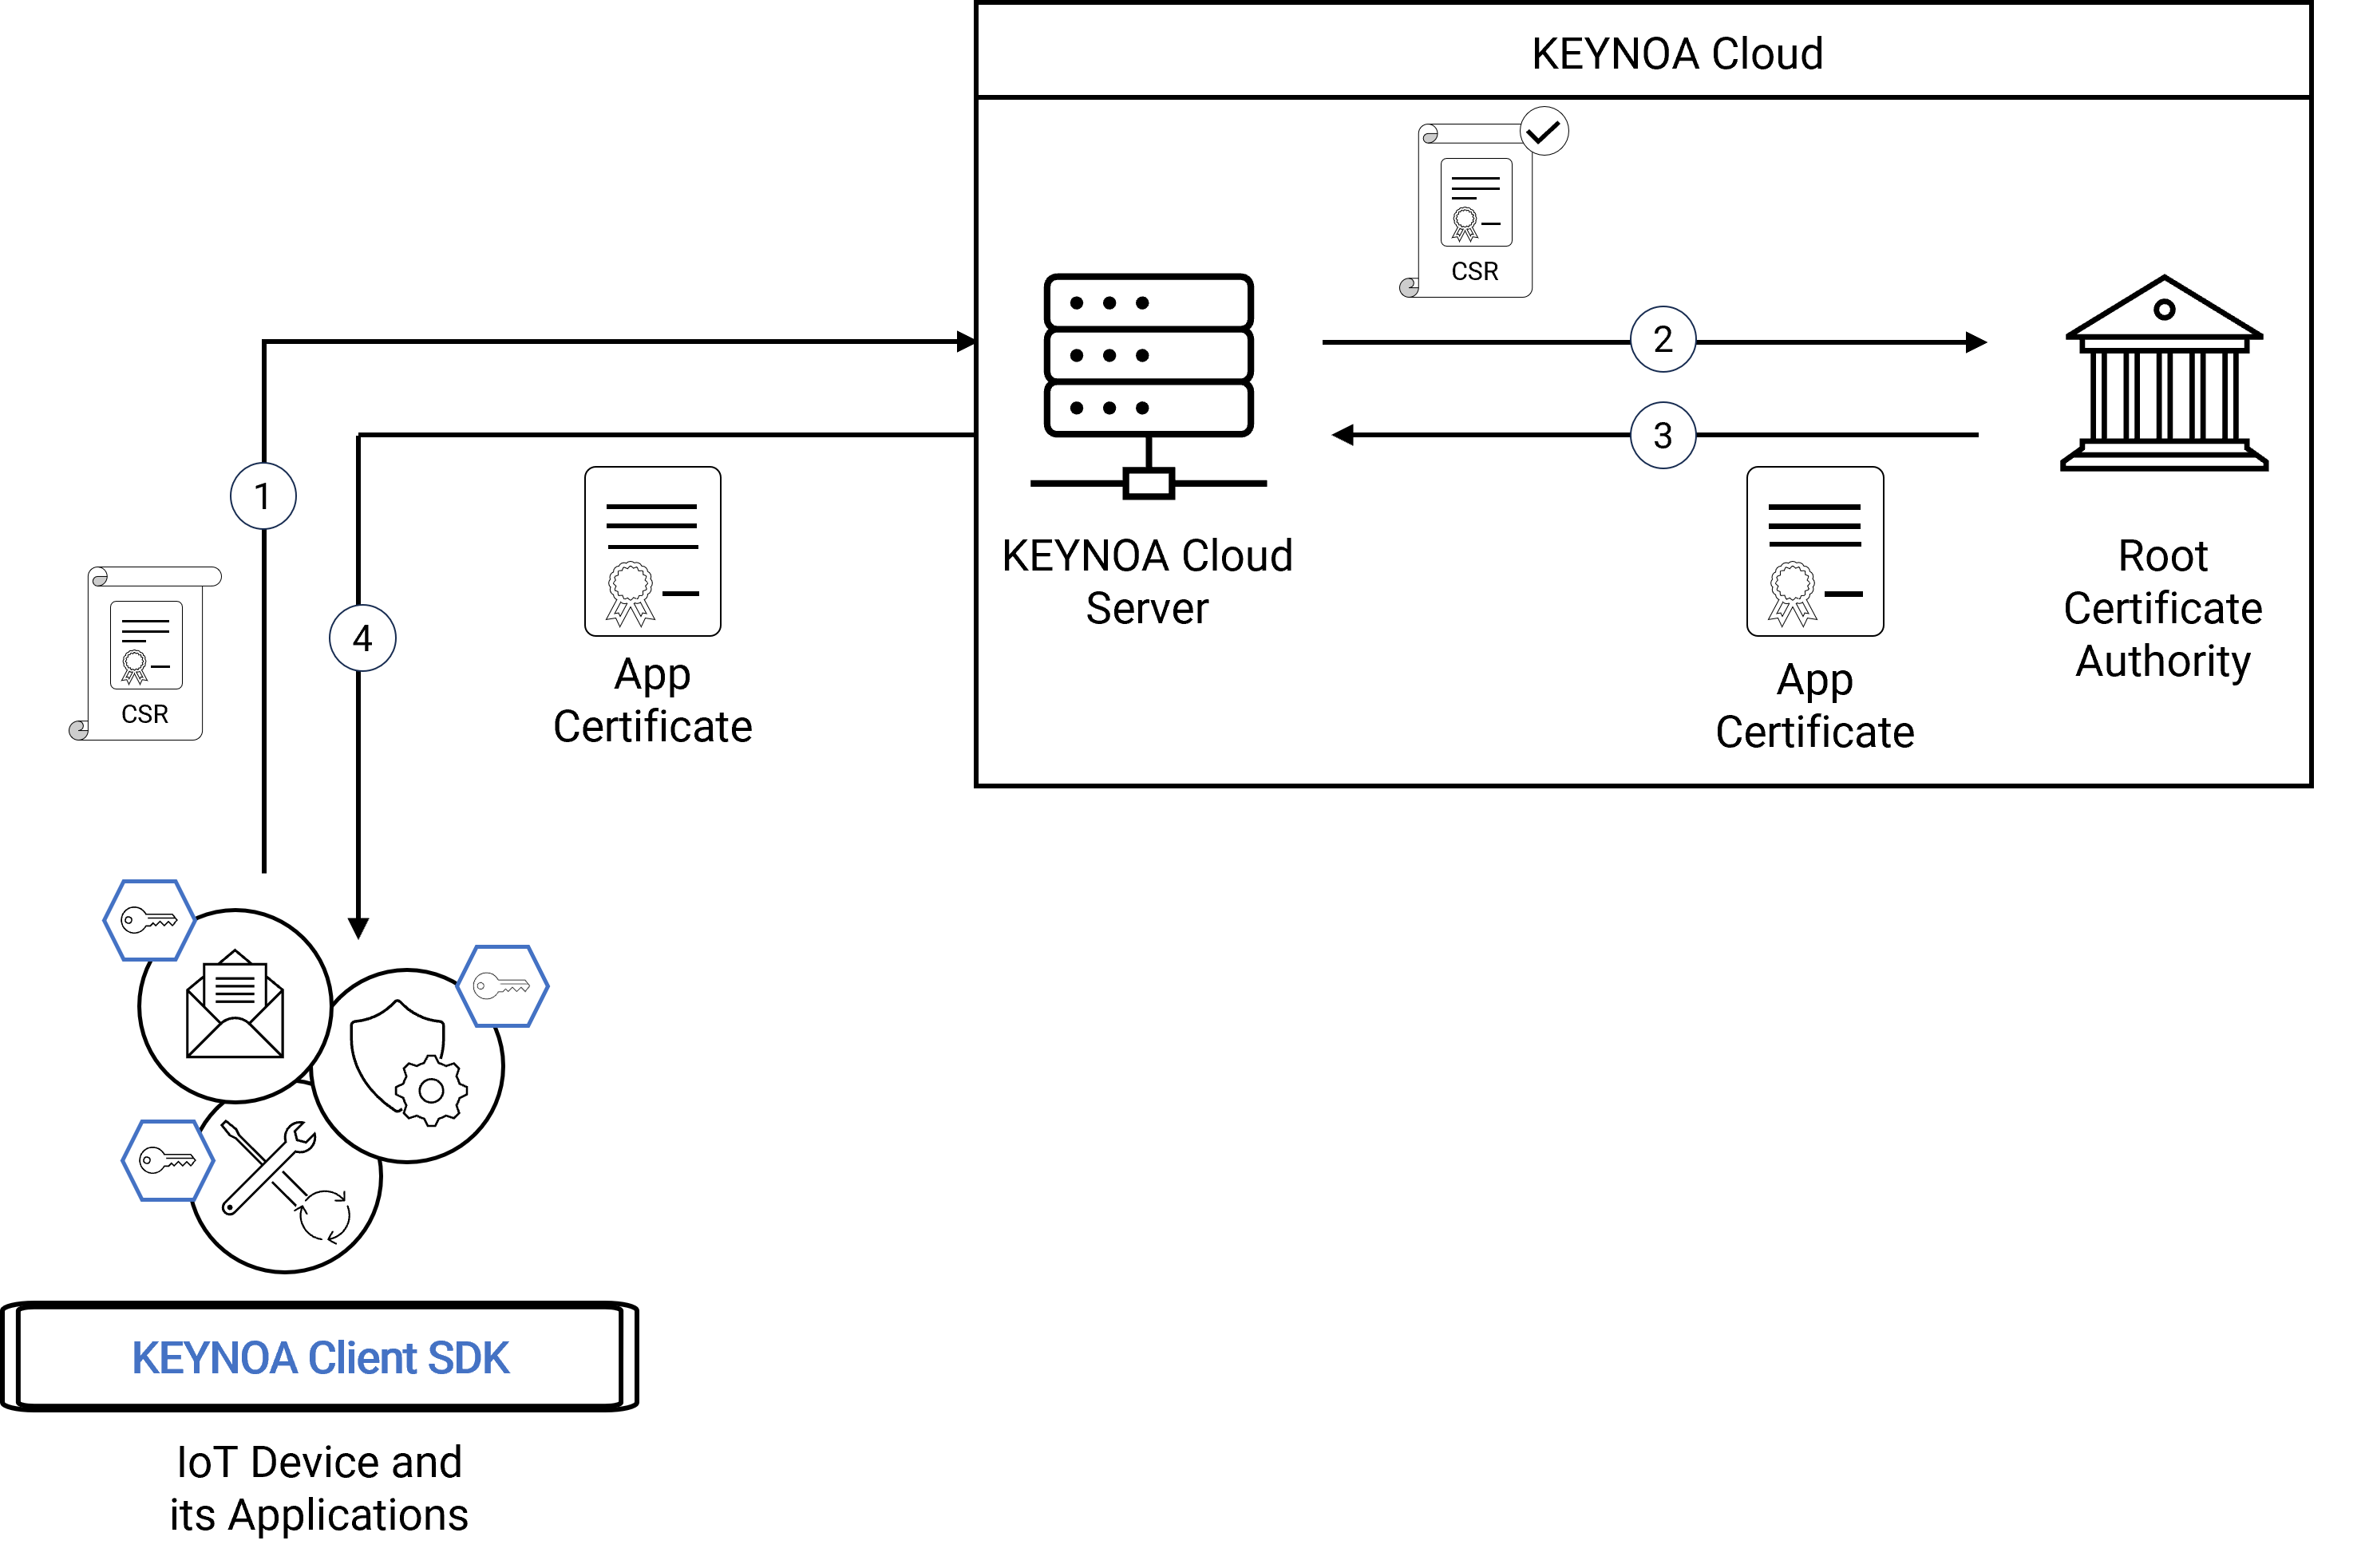 KEYNOA Cloud
CSR
2
3
1
4
KEYNOA Cloud
Server
Root
Certificate
Authority
App
Certificate
App
Certificate
CSR
KEYNOA Client SDK
IoT Device and
its Applications